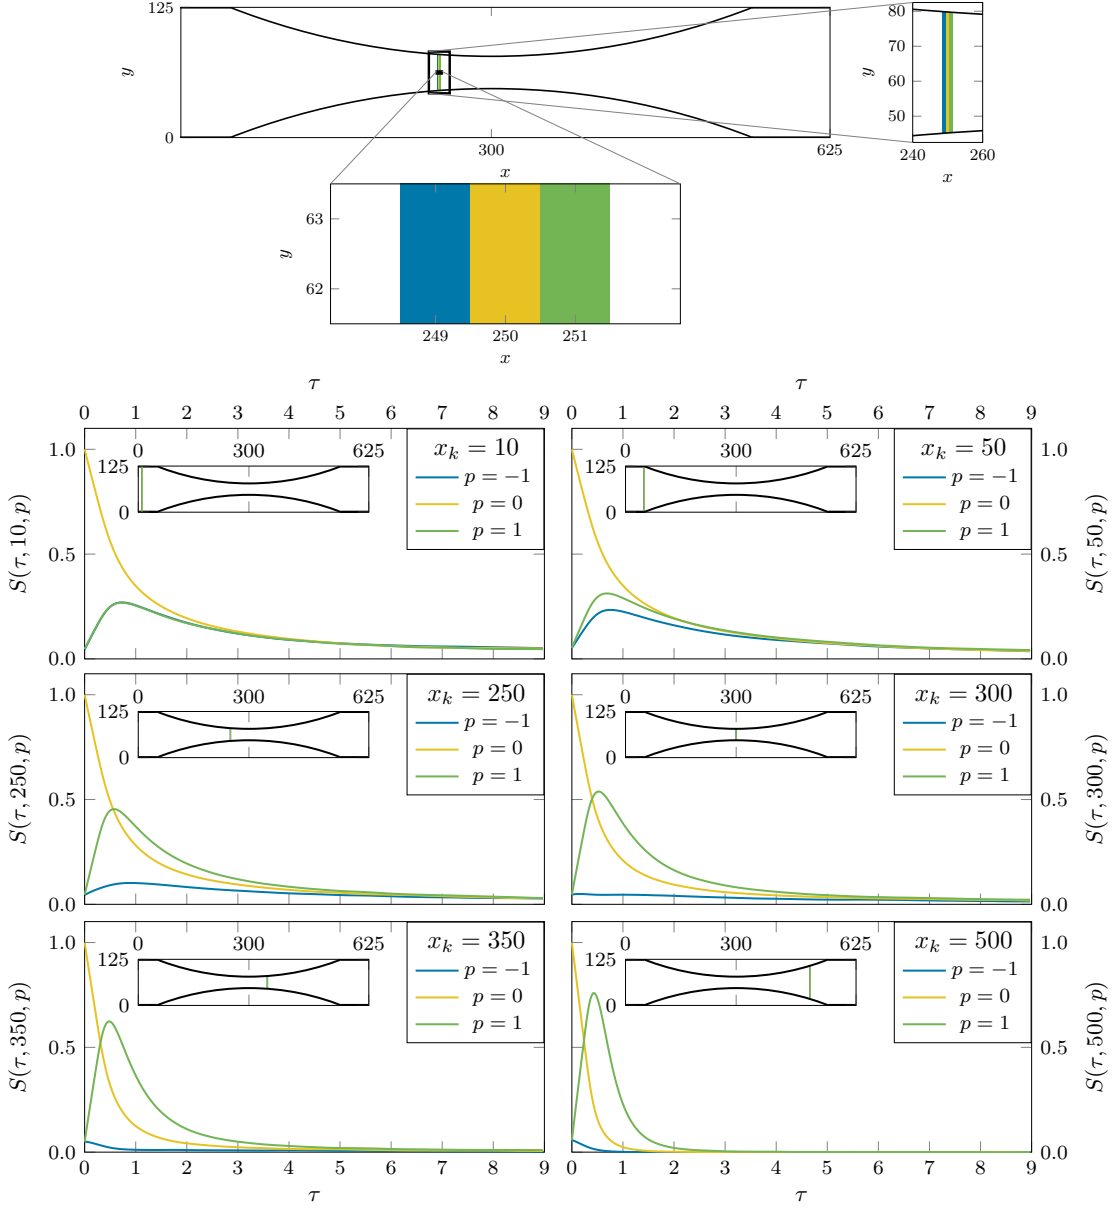 125
0
y
300
625
x
80
70
60
50
y
240 260
x
63
62
y
249 250 251
x
τ
0 1 2 3 4 5 6 7 8 9
1.0
0.5
0.0
S(τ, 10, p)
0 300 625
125
0
x_k = 10
p = −1
p = 0
p = 1
τ
0 1 2 3 4 5 6 7 8 9
1.0
0.5
0.0
S(τ, 50, p)
0 300 625
125
0
x_k = 50
p = −1
p = 0
p = 1
1.0
0.5
0.0
S(τ, 250, p)
0 300 625
125
0
x_k = 250
p = −1
p = 0
p = 1
1.0
0.5
0.0
S(τ, 300, p)
0 300 625
125
0
x_k = 300
p = −1
p = 0
p = 1
1.0
0.5
0.0
S(τ, 350, p)
0 300 625
125
0
x_k = 350
p = −1
p = 0
p = 1
0 1 2 3 4 5 6 7 8 9
τ
1.0
0.5
0.0
S(τ, 500, p)
0 300 625
125
0
x_k = 500
p = −1
p = 0
p = 1
0 1 2 3 4 5 6 7 8 9
τ